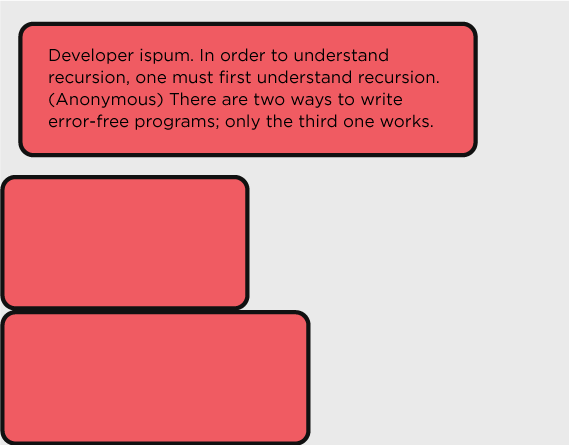 Developer ispum. In order to understand
recursion, one must first understand recursion.
(Anonymous) There are two ways to write
error-free programs; only the third one works.